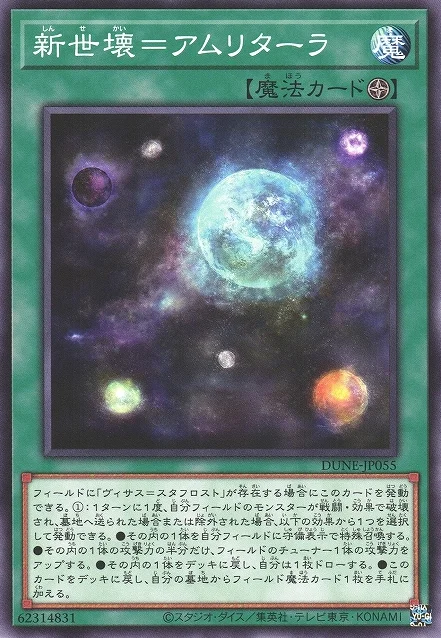 新世壊＝アムリターラ
魔
【魔法カード】
DUNE-JP055
フィールドに「ヴィサス＝スタフロスト」が存在する場合にこのカードを発動
できる。①：1ターンに1度、自分フィールドのモンスターが戦闘・効果で破壊
され、墓地へ送られた場合または除外された場合、以下の効果から1つを選択
して発動できる。●その内の1体を自分フィールドに守備表示で特殊召喚する。
●その内の1体の攻撃力の半分だけ、フィールドのチューナー1体の攻撃力を
アップする。●その内の1体をデッキに戻し、自分は1枚ドローする。●この
カードをデッキに戻し、自分の墓地からフィールド魔法カード1枚を手札に
加える。
62314831
©スタジオ・ダイス／集英社・テレビ東京・KONAMI